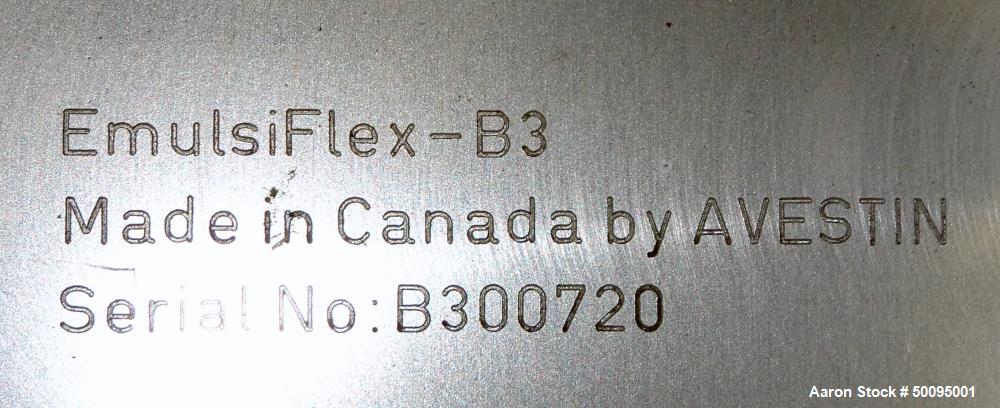 EmulsiFlex-B3
Made in Canada by AVESTIN
Serial No:B300720
Aaron Stock # 50095001